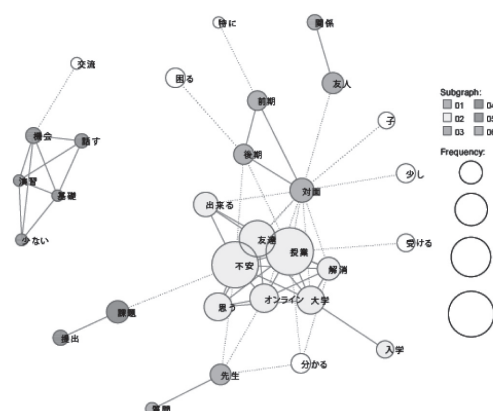 特に
関係
交流
困る
友人
前期
Subgraph:
01 04
02 05
03 06
子
機会
話す
後期
Frequency:
演習
基礎
対面
少し
出来る
少ない
友達
授業
受ける
不安
解消
思う
オンライン
大学
課題
提出
入学
分かる
先生
質問